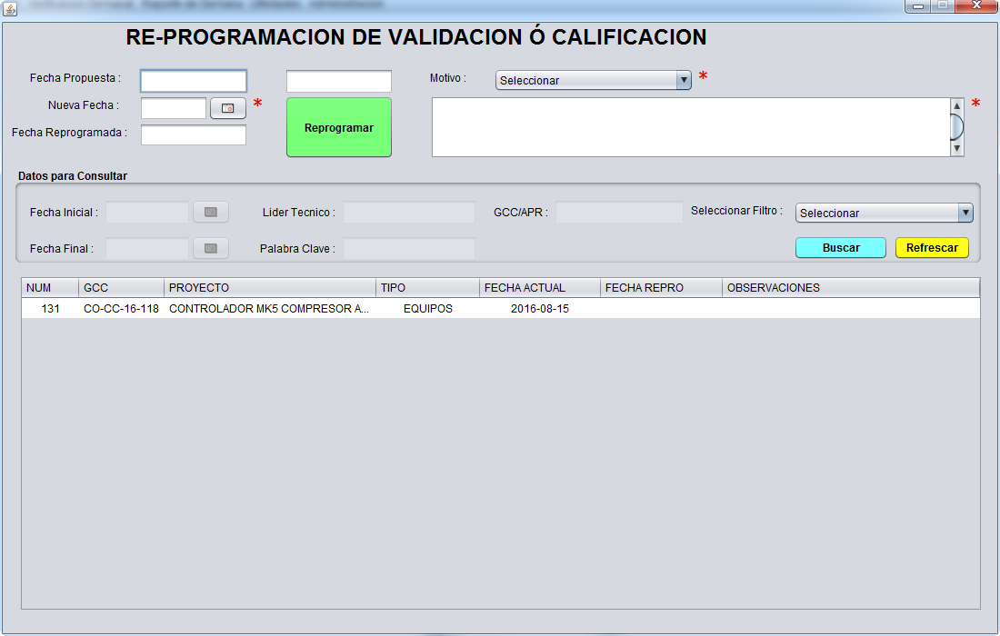 RE-PROGRAMACION DE VALIDACION Ó CALIFICACION
Fecha Propuesta :
Motivo :
Seleccionar
*
Nueva Fecha :
*
Reprogramar
*
Fecha Reprogramada :
Datos para Consultar
Fecha Inicial :
Lider Tecnico :
GCC/APR :
Seleccionar Filtro :
Seleccionar
Fecha Final :
Palabra Clave :
Buscar
Refrescar
NUM GCC PROYECTO TIPO FECHA ACTUAL FECHA REPRO OBSERVACIONES
131 CO-CC-16-118 CONTROLADOR MK5 COMPRESOR A... EQUIPOS 2016-08-15